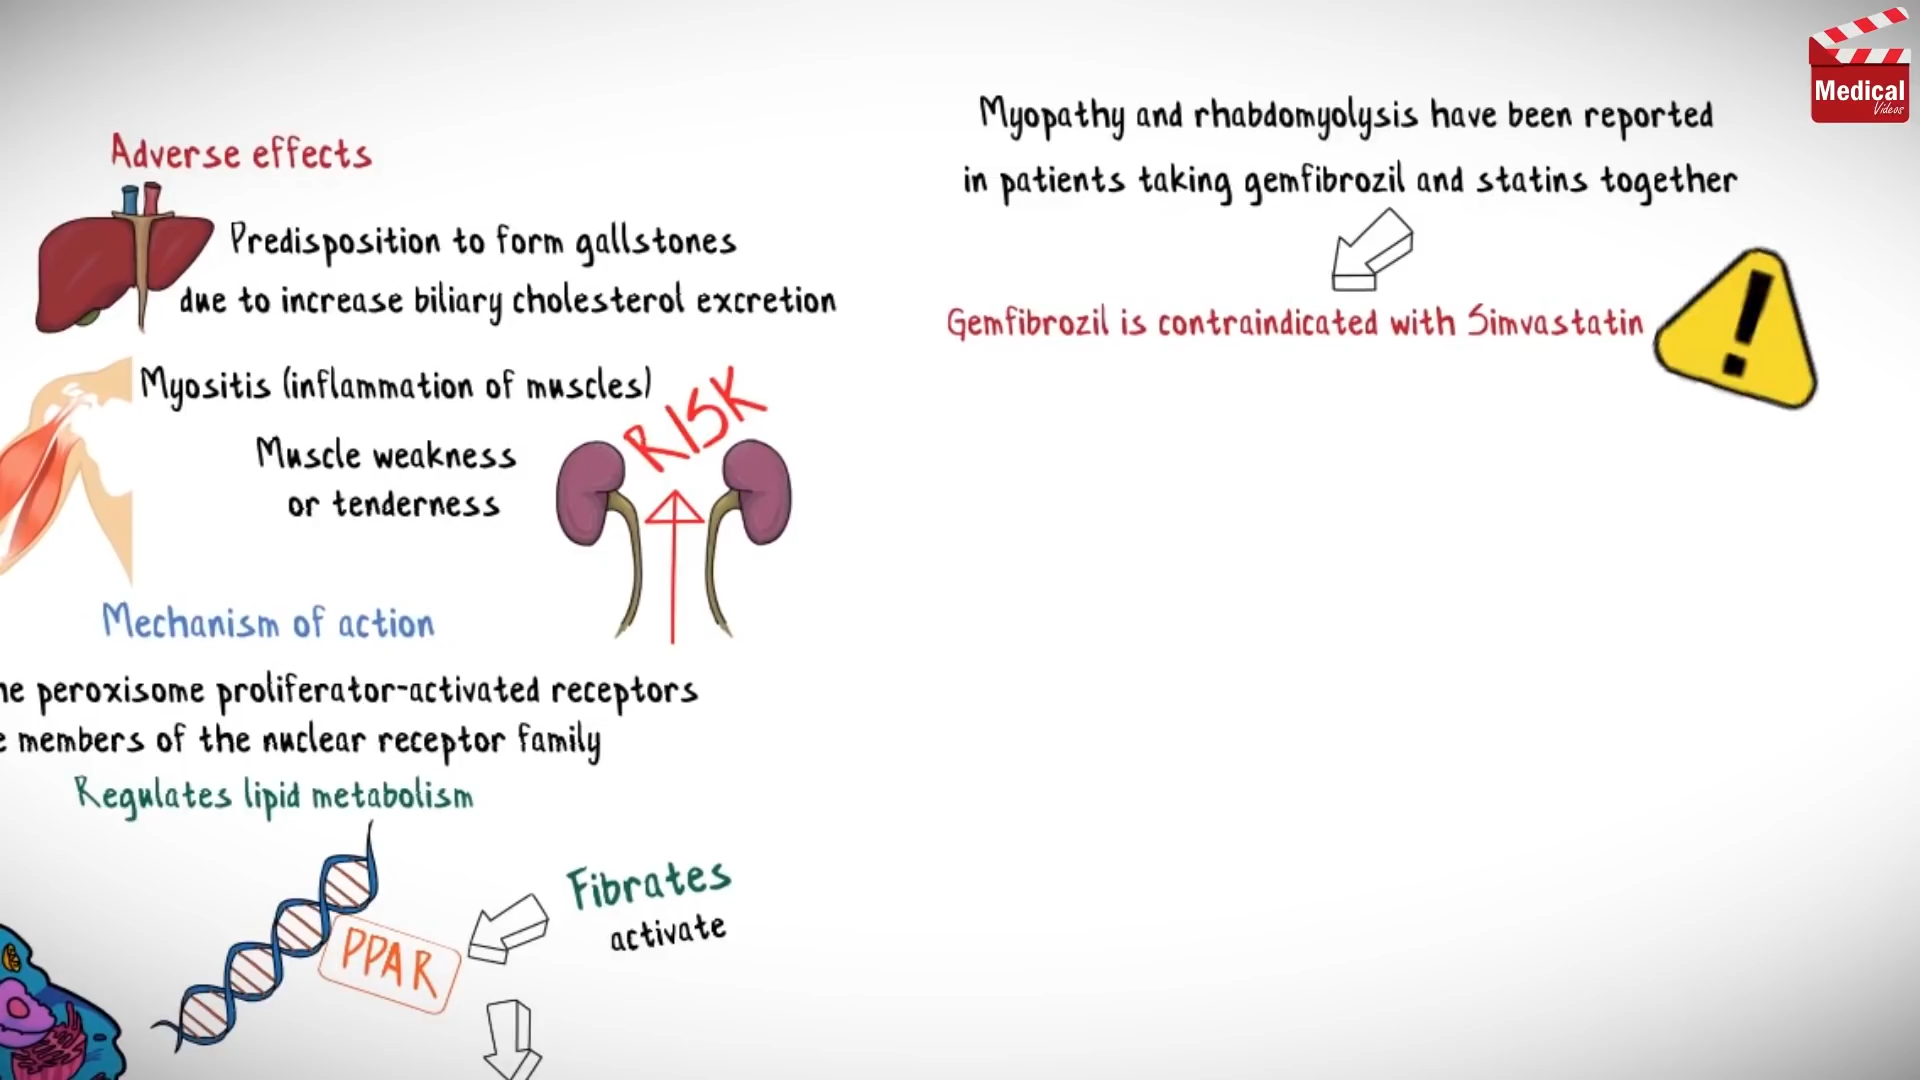 Medical
Videos
Adverse effects
Predisposition to form gallstones
due to increase biliary cholesterol excretion
Myositis (inflammation of muscles)
Muscle weakness
or tenderness
RISK
Mechanism of action
peroxisome proliferator-activated receptors
members of the nuclear receptor family
Regulates lipid metabolism
Fibrates
activate
PPAR
Myopathy and rhabdomyolysis have been reported
in patients taking gemfibrozil and statins together
Gemfibrozil is contraindicated with Simvastatin